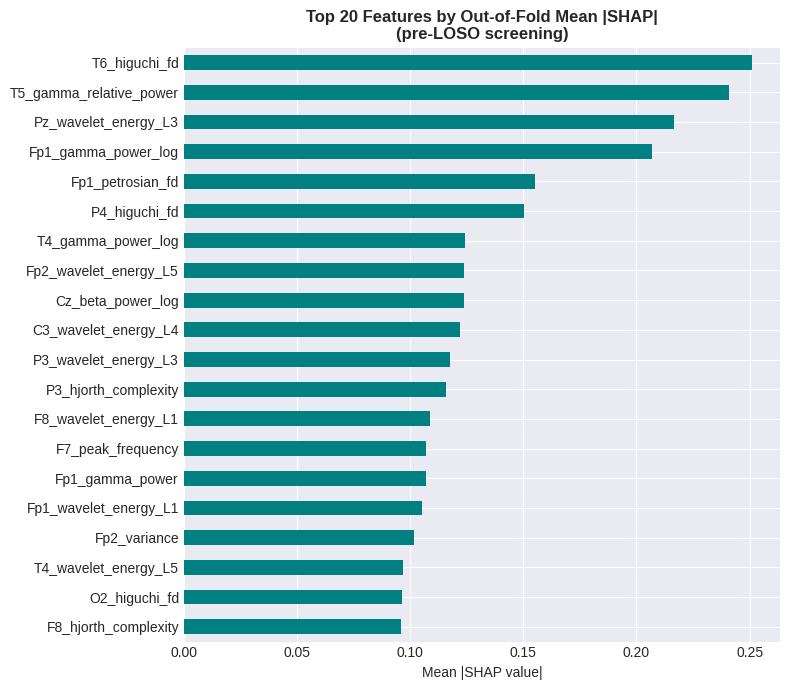 Top 20 Features by Out-of-Fold Mean |SHAP|
(pre-LOSO screening)
T6_higuchi_fd
T5_gamma_relative_power
Pz_wavelet_energy_L3
Fp1_gamma_power_log
Fp1_petrosian_fd
P4_higuchi_fd
T4_gamma_power_log
Fp2_wavelet_energy_L5
Cz_beta_power_log
C3_wavelet_energy_L4
P3_wavelet_energy_L3
P3_hjorth_complexity
F8_wavelet_energy_L1
F7_peak_frequency
Fp1_gamma_power
Fp1_wavelet_energy_L1
Fp2_variance
T4_wavelet_energy_L5
O2_higuchi_fd
F8_hjorth_complexity
0.00 0.05 0.10 0.15 0.20 0.25
Mean |SHAP value|